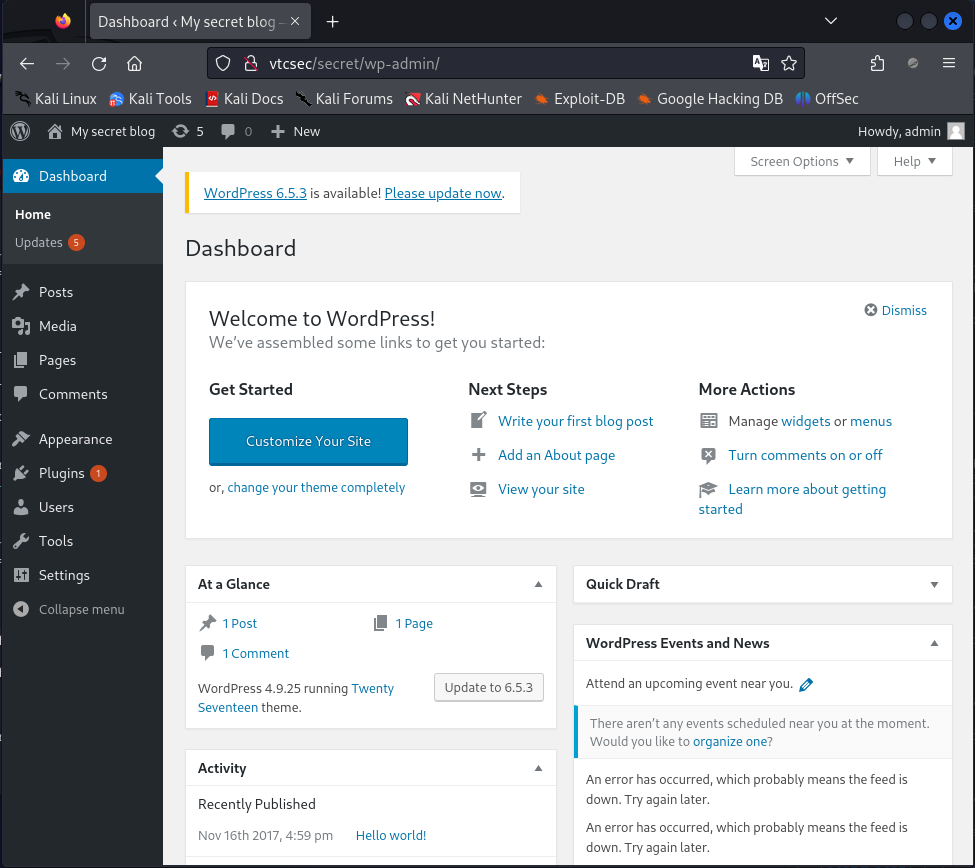 Dashboard ‹ My secret blog –
vtcsec/secret/wp-admin/
Kali Linux Kali Tools Kali Docs Kali Forums Kali NetHunter Exploit-DB Google Hacking DB OffSec
My secret blog 5 0 New Howdy, admin
Dashboard
Home
Updates 5
Posts
Media
Pages
Comments
Appearance
Plugins 1
Users
Tools
Settings
Collapse menu
Screen Options Help
WordPress 6.5.3 is available! Please update now.
Dashboard
Welcome to WordPress!
We've assembled some links to get you started:
Dismiss
Get Started
Customize Your Site
or, change your theme completely
Next Steps
Write your first blog post
Add an About page
View your site
More Actions
Manage widgets or menus
Turn comments on or off
Learn more about getting
started
At a Glance
1 Post 1 Page
1 Comment
WordPress 4.9.25 running Twenty
Seventeen theme.
Update to 6.5.3
Activity
Recently Published
Nov 16th 2017, 4:59 pm Hello world!
Quick Draft
WordPress Events and News
Attend an upcoming event near you.
There aren't any events scheduled near you at the moment.
Would you like to organize one?
An error has occurred, which probably means the feed is
down. Try again later.
An error has occurred, which probably means the feed is
down. Try again later.